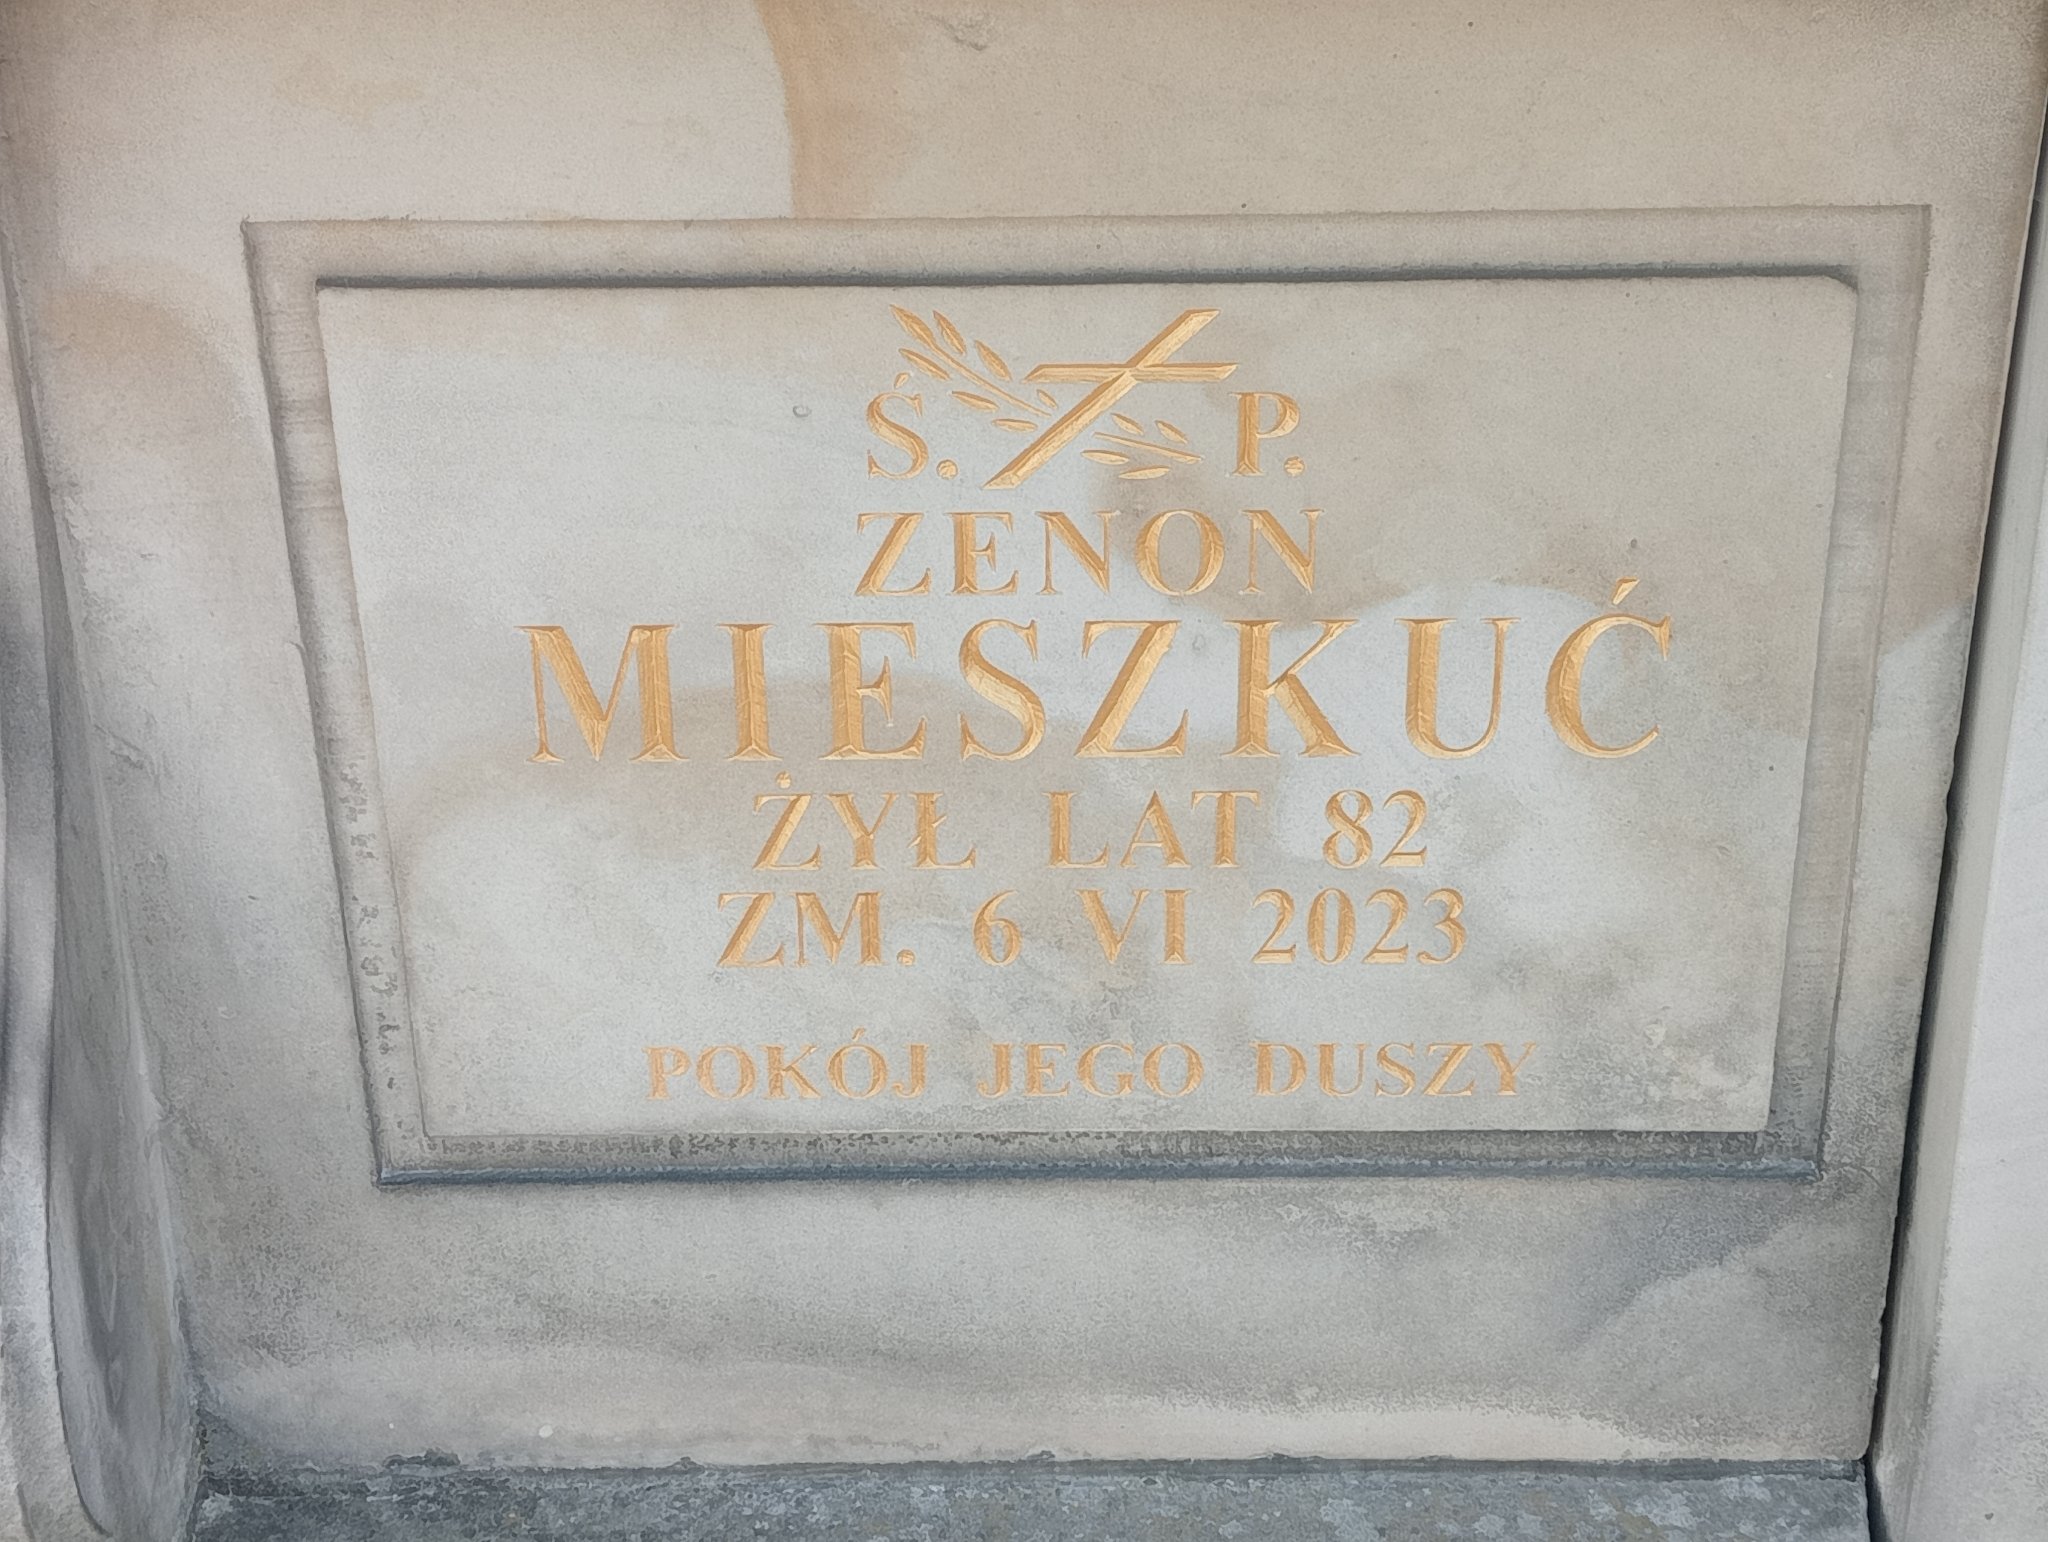 Ś. P.
ZENON
MIESZKUĆ
ŻYŁ LAT 82
ZM. 6 VI 2023
POKÓJ JEGO DUSZY